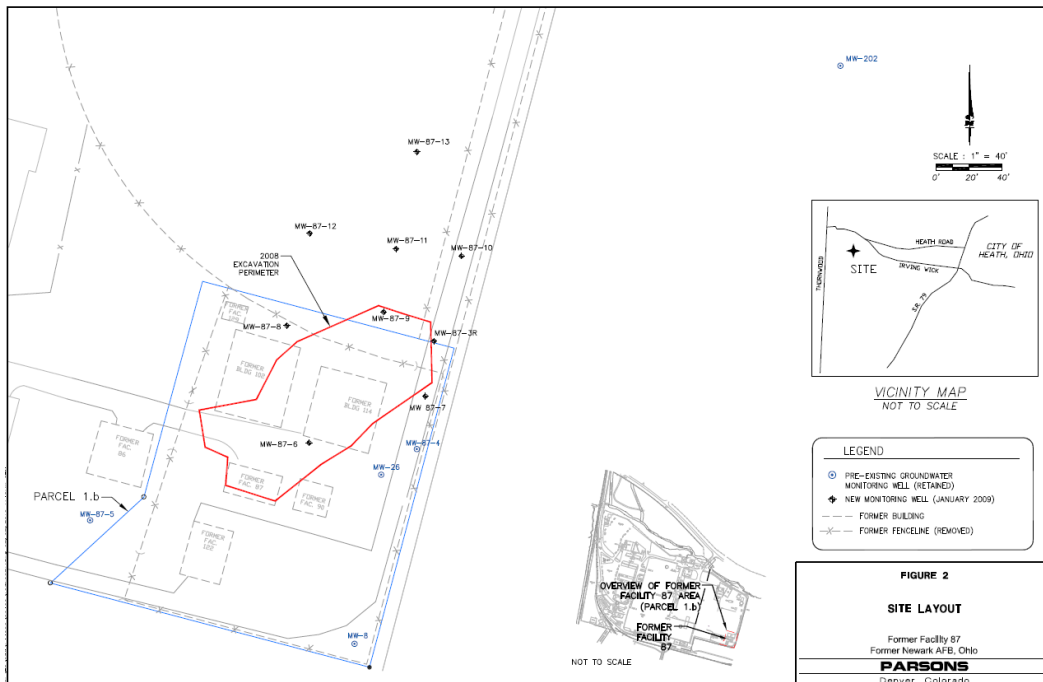 MW-202
MW-87-13
SCALE : 1" = 40'
0' 20' 40'
MW-87-12
MW-87-11
MW-87-10
2008
EXCAVATION
PERIMETER
THORNWOOD
HEATH ROAD
IRVING WICK
SITE
CITY OF
HEATH, OHIO
S.R. 79
VICINITY MAP
NOT TO SCALE
FORMER
FAC.
MW-87-8
MW-87-9
MW-87-3R
FORMER
BLDG 102
FORMER
BLDG 114
MW 87-7
MW-87-6
MW-87-4
MW-26
FORMER
FAC.
86
FORMER
FAC. 87
FORMER
FAC. 98
PARCEL 1.b
MW-87-5
FORMER
FAC.
122
MW-8
LEGEND
PRE-EXISTING GROUNDWATER
MONITORING WELL (RETAINED)
NEW MONITORING WELL (JANUARY 2009)
FORMER BUILDING
FORMER FENCELINE (REMOVED)
OVERVIEW OF FORMER
FACILITY 87 AREA
(PARCEL 1.b)
FORMER
FACILITY
87
NOT TO SCALE
FIGURE 2
SITE LAYOUT
Former Facility 87
Former Newark AFB, Ohio
PARSONS
Denver, Colorado